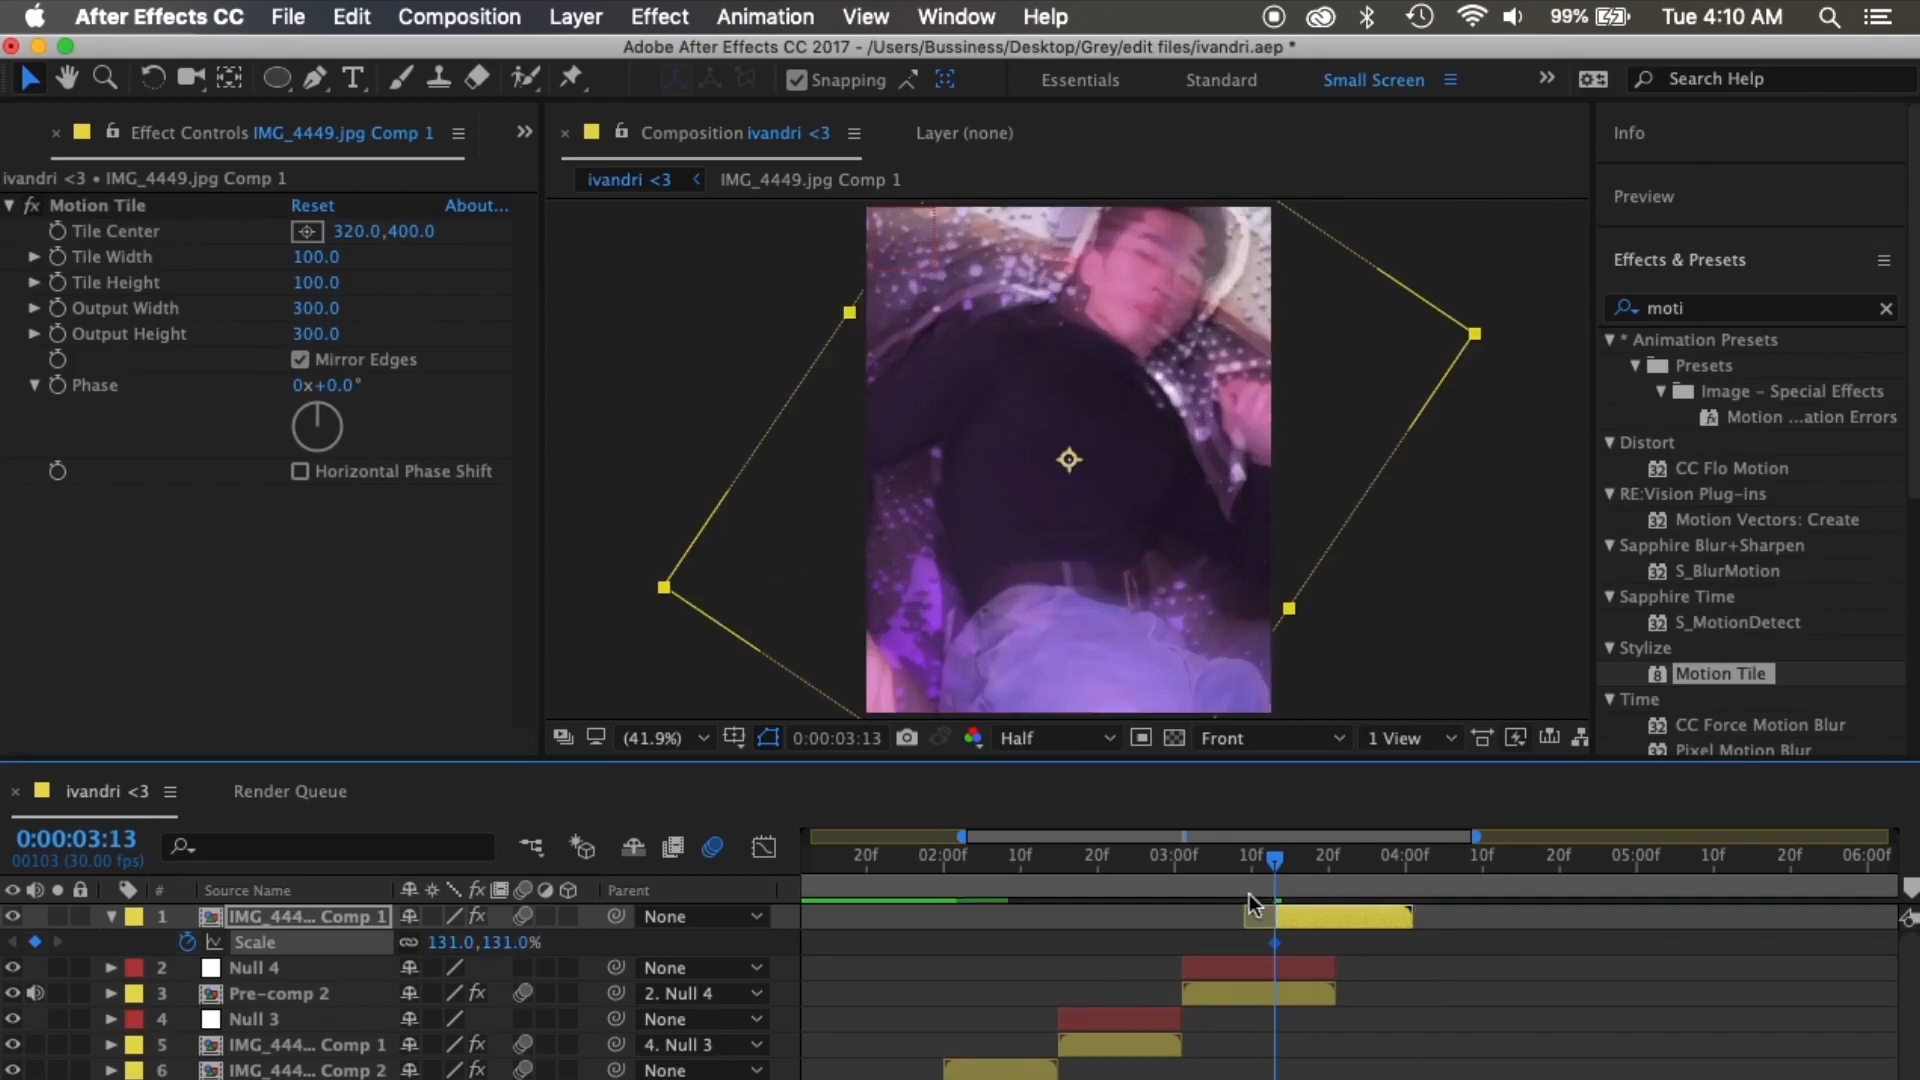 After Effects CC File Edit Composition Layer Effect Animation View Window Help 99% Tue 4:10 AM
Adobe After Effects CC 2017 - /Users/Bussiness/Desktop/Grey/edit files/ivandri.aep *
T Snapping Essentials Standard Small Screen Search Help
Effect Controls IMG_4449.jpg Comp 1
ivandri <3 • IMG_4449.jpg Comp 1
fx Motion Tile Reset About...
Tile Center 320.0,400.0
Tile Width 100.0
Tile Height 100.0
Output Width 300.0
Output Height 300.0
Mirror Edges
Phase 0x+0.0°
Horizontal Phase Shift
Composition ivandri <3 Layer (none)
ivandri <3 IMG_4449.jpg Comp 1
(41.9%) 0:00:03:13 Half Front 1 View
Info
Preview
Effects & Presets
moti
* Animation Presets
Presets
Image – Special Effects
Motion ...ation Errors
Distort
CC Flo Motion
RE:Vision Plug-ins
Motion Vectors: Create
Sapphire Blur+Sharpen
S_BlurMotion
Sapphire Time
S_MotionDetect
Stylize
Motion Tile
Time
CC Force Motion Blur
Pixel Motion Blur
ivandri <3 Render Queue
0:00:03:13
00103 (30.00 fps)
20f 02:00f 10f 20f 03:00f 10f 20f 04:00f 10f 20f 05:00f 10f 20f 06:00f
# Source Name fx Parent
1 IMG_444... Comp 1 fx None
Scale 131.0,131.0%
2 Null 4 None
3 Pre-comp 2 fx 2. Null 4
4 Null 3 None
5 IMG_444... Comp 1 fx 4. Null 3
6 IMG_444... Comp 2 fx None